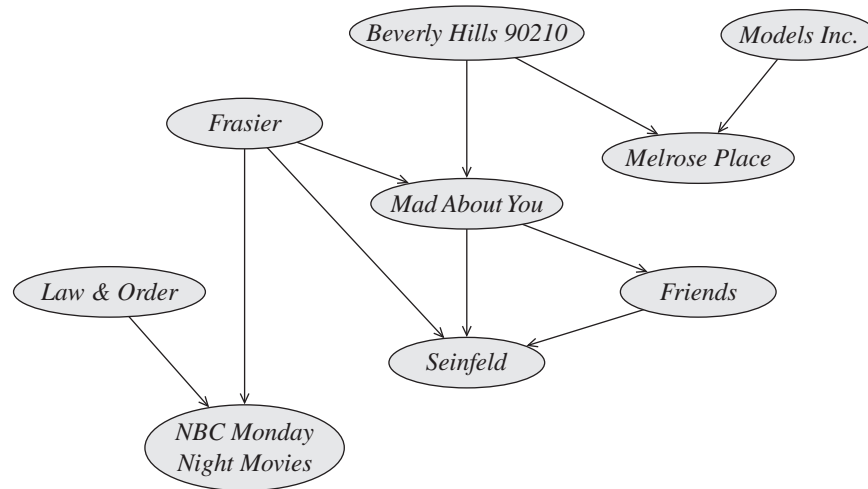 Beverly Hills 90210
Models Inc.
Frasier
Melrose Place
Mad About You
Law & Order
Friends
Seinfeld
NBC Monday
Night Movies